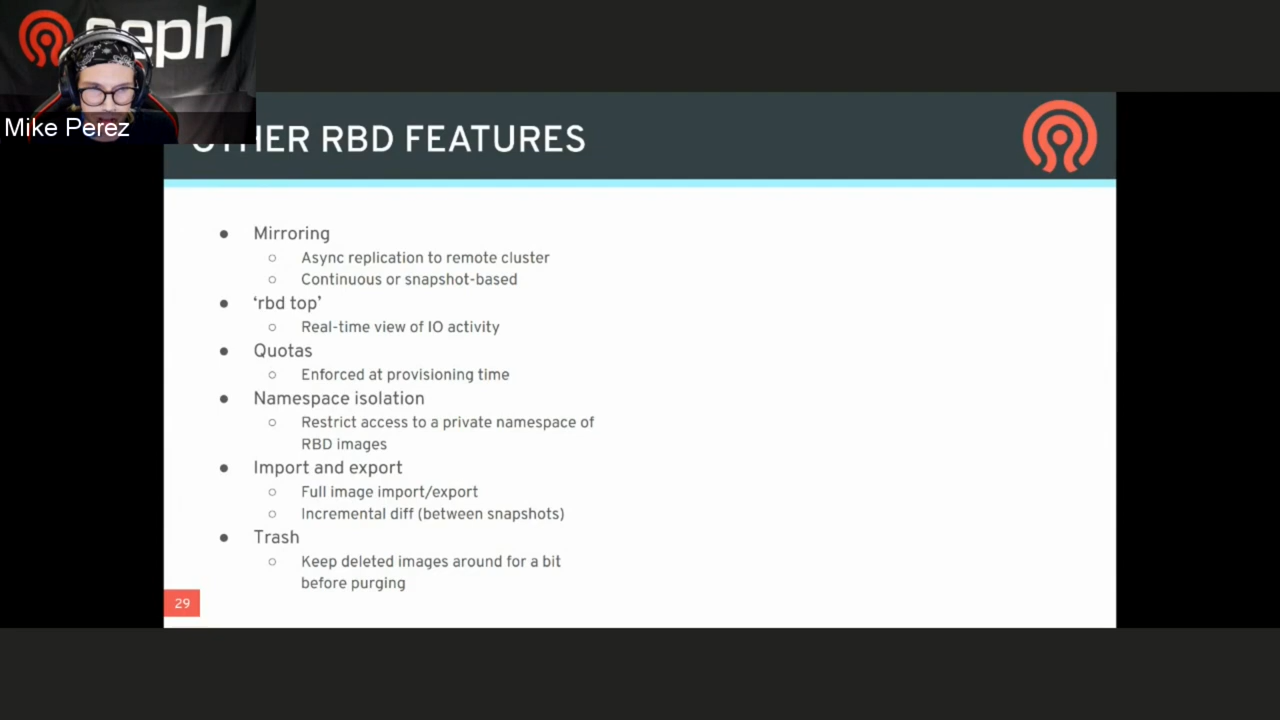 ceph
Mike Perez
OTHER RBD FEATURES
● Mirroring
○ Async replication to remote cluster
○ Continuous or snapshot-based
● ‘rbd top’
○ Real-time view of IO activity
● Quotas
○ Enforced at provisioning time
● Namespace isolation
○ Restrict access to a private namespace of
RBD images
● Import and export
○ Full image import/export
○ Incremental diff (between snapshots)
● Trash
○ Keep deleted images around for a bit
before purging
29